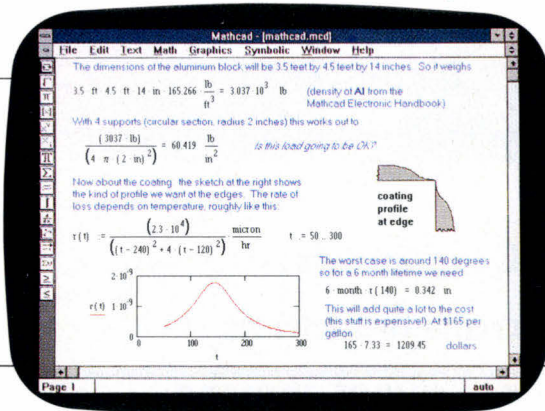 Mathcad - [mathcad.mcd]
File Edit Text Math Graphics Symbolic Window Help
The dimensions of the aluminum block will be 3.5 feet by 4.5 feet by 14 inches. So it weighs
3.5 · ft · 4.5 · ft · 14 · in · 165.266 · lb/ft^3 = 3.037·10^3 lb
(density of Al from the
Mathcad Electronic Handbook)
With 4 supports (circular section, radius 2 inches) this works out to
(3037 · lb)/(4 · π · (2 · in)^2) = 60.419 lb/in^2
Is this load going to be OK?
Now about the coating: the sketch at the right shows
the kind of profile we want at the edges. The rate of
loss depends on temperature, roughly like this:
coating
profile
at edge
r(t) := (2.3 · 10^4)/((t - 240)^2 + 4 · (t - 120)^2) · micron/hr t := 50 .. 300
The worst case is around 140 degrees
so for a 6 month lifetime we need
6 · month · r(140) = 0.342 in
This will add quite a lot to the cost
(this stuff is expensive!). At $165 per
gallon
165 · 7.33 = 1209.45 dollars
2·10^-9
r(t) 1·10^-9
0
0 100 200 300
t
Page 1 auto